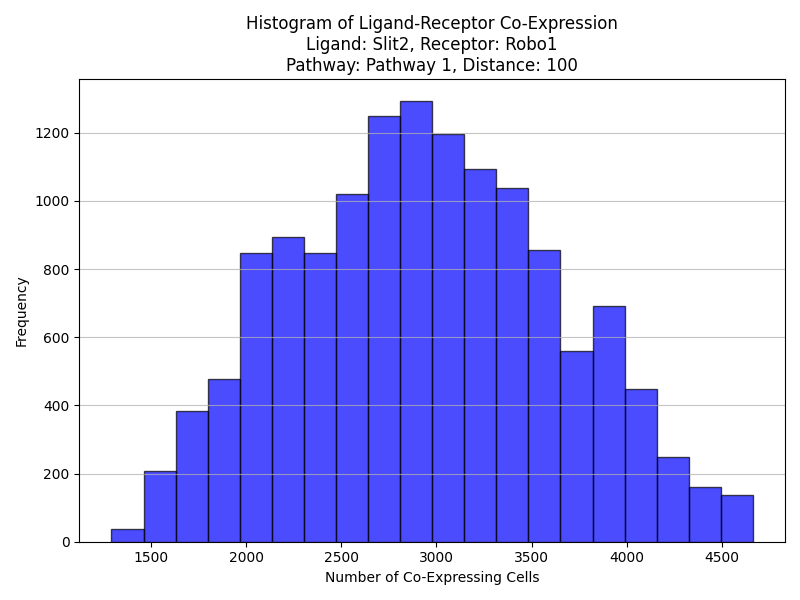 Histogram of Ligand-Receptor Co-Expression
Ligand: Slit2, Receptor: Robo1
Pathway: Pathway 1, Distance: 100
Frequency
1200
1000
800
600
400
200
0
1500 2000 2500 3000 3500 4000 4500
Number of Co-Expressing Cells